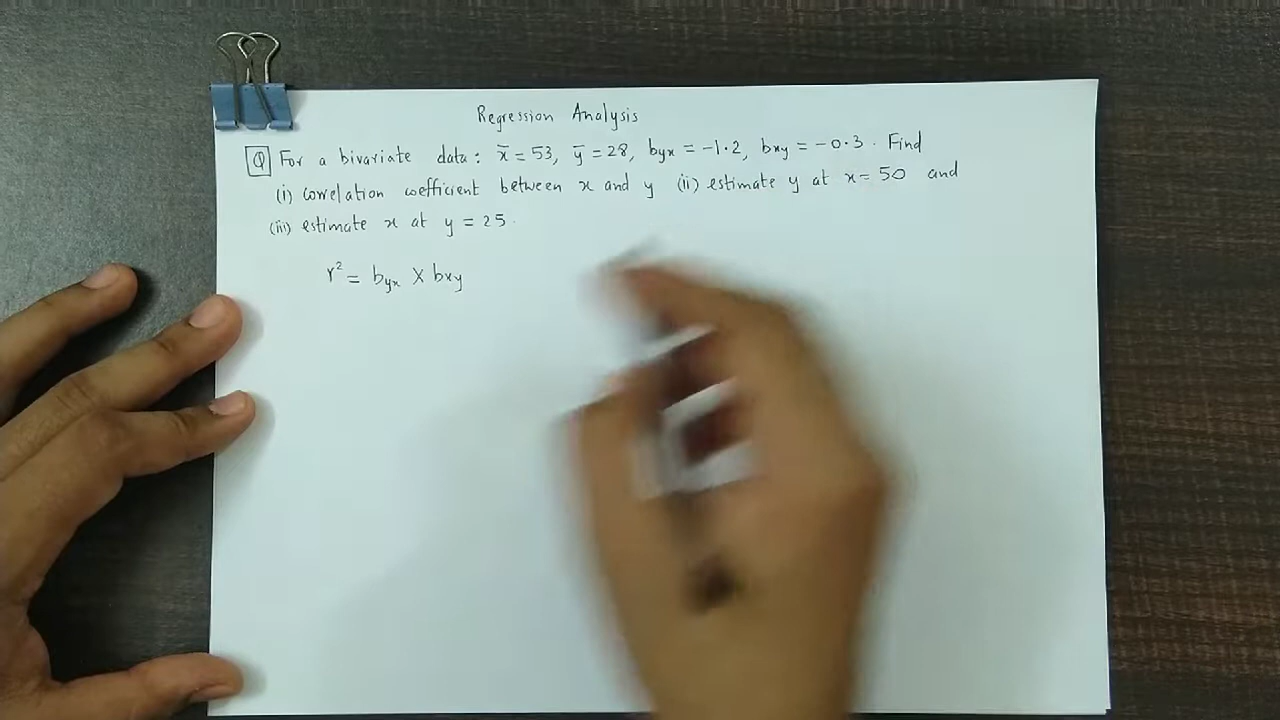 Regression Analysis
Q For a bivariate data: x̄ = 53, ȳ = 28, byx = -1.2, bxy = -0.3. Find
(i) correlation coefficient between x and y (ii) estimate y at x = 50 and
(iii) estimate x at y = 25.
r² = byx × bxy